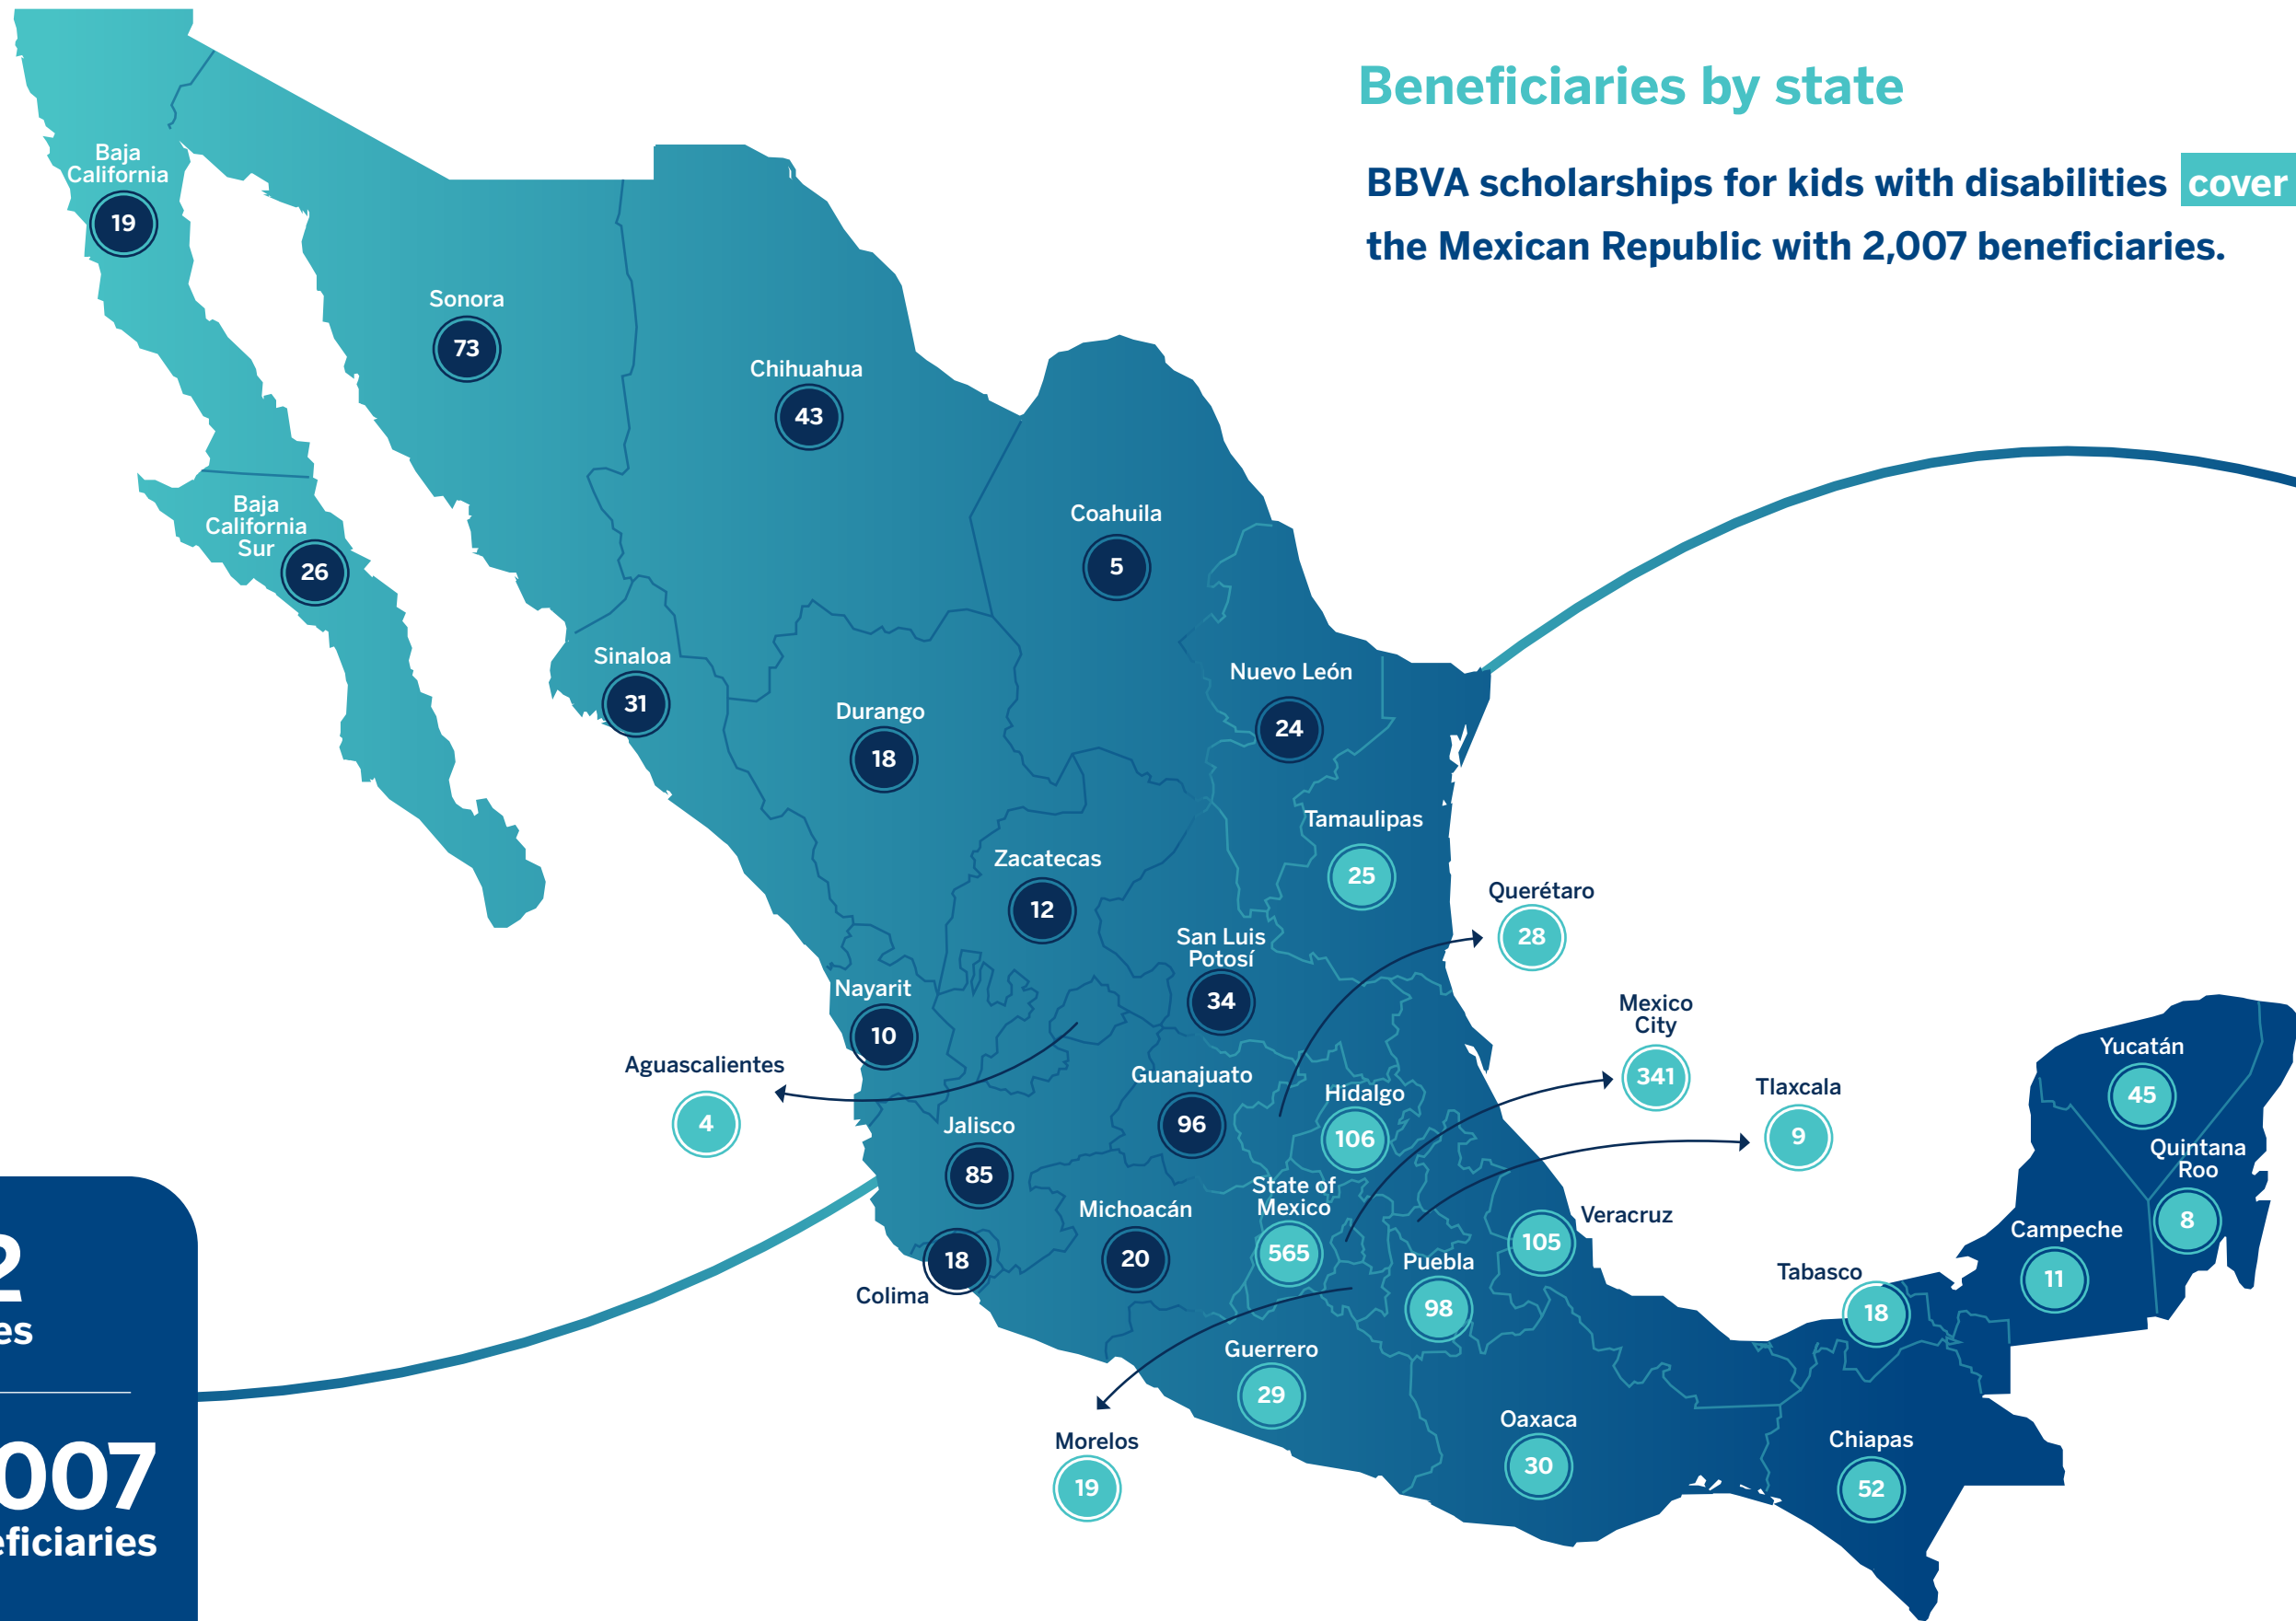 Beneficiaries by state
BBVA scholarships for kids with disabilities cover
the Mexican Republic with 2,007 beneficiaries.
Baja
California
19
Sonora
73
Chihuahua
43
Coahuila
5
Baja
California
Sur
26
Sinaloa
31
Durango
18
Nuevo León
24
Tamaulipas
25
Zacatecas
12
San Luis
Potosí
34
Querétaro
28
Nayarit
10
Mexico
City
341
Aguascalientes
4
Guanajuato
96
Hidalgo
106
Tlaxcala
9
Yucatán
45
Jalisco
85
Quintana
Roo
8
State of
Mexico
565
Michoacán
20
Veracruz
105
Campeche
11
Colima
18
Puebla
98
Tabasco
18
Guerrero
29
Morelos
19
Oaxaca
30
Chiapas
52
2
es
007
eficiaries